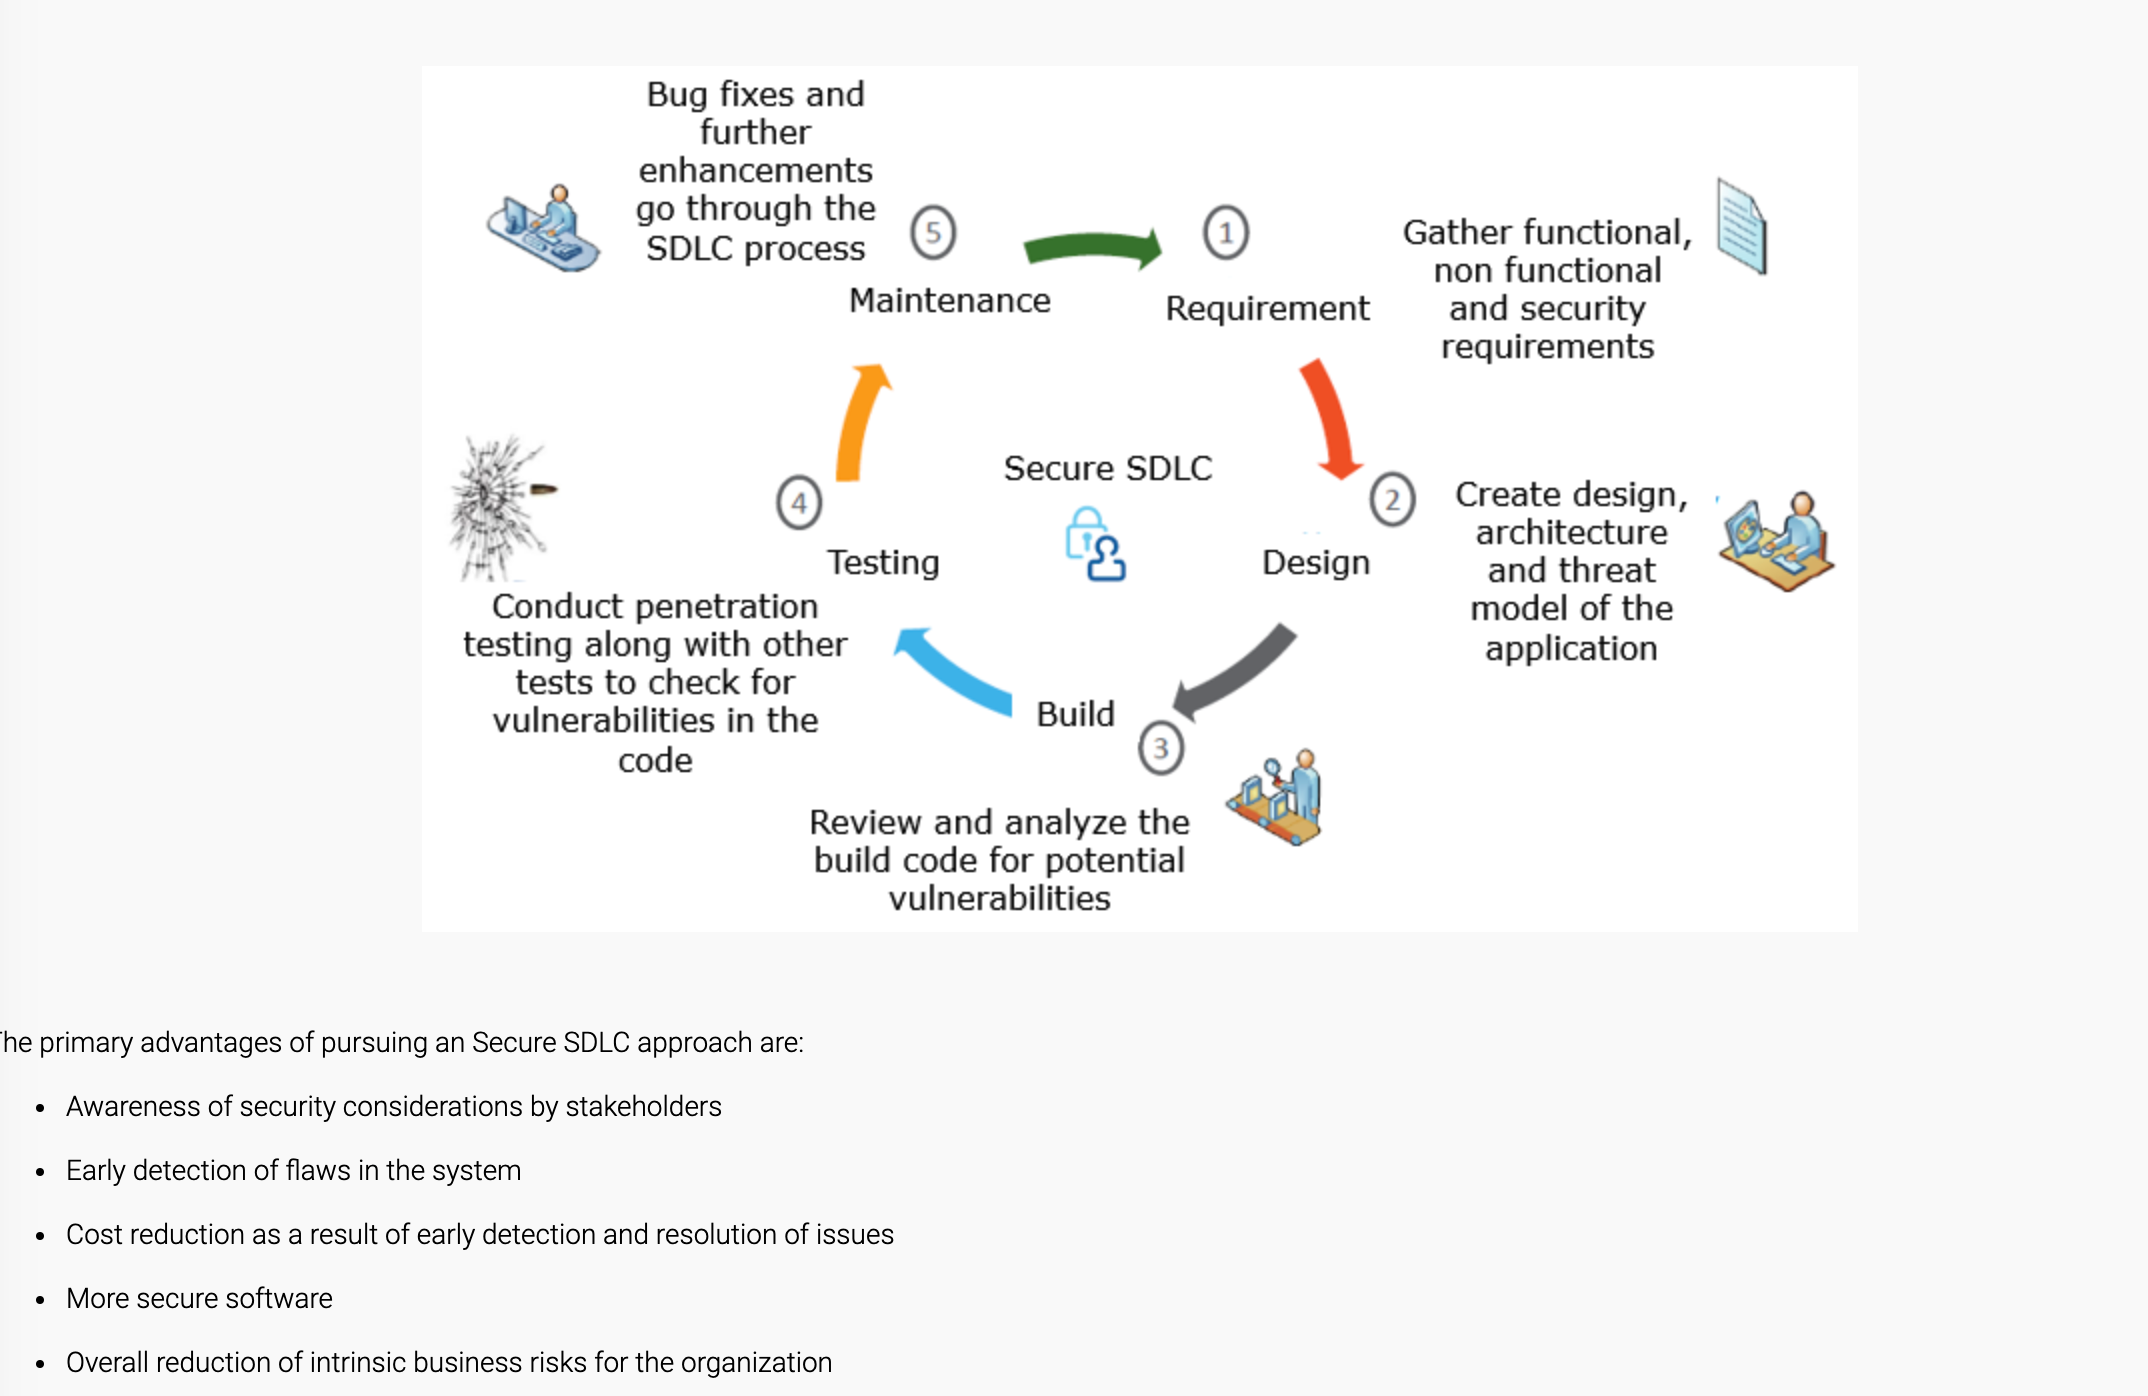 Bug fixes and
further
enhancements
go through the
SDLC process
5
Maintenance
1
Requirement
Gather functional,
non functional
and security
requirements
Secure SDLC
2
Design
Create design,
architecture
and threat
model of the
application
4
Testing
Conduct penetration
testing along with other
tests to check for
vulnerabilities in the
code
Build
3
Review and analyze the
build code for potential
vulnerabilities
The primary advantages of pursuing an Secure SDLC approach are:
• Awareness of security considerations by stakeholders
• Early detection of flaws in the system
• Cost reduction as a result of early detection and resolution of issues
• More secure software
• Overall reduction of intrinsic business risks for the organization